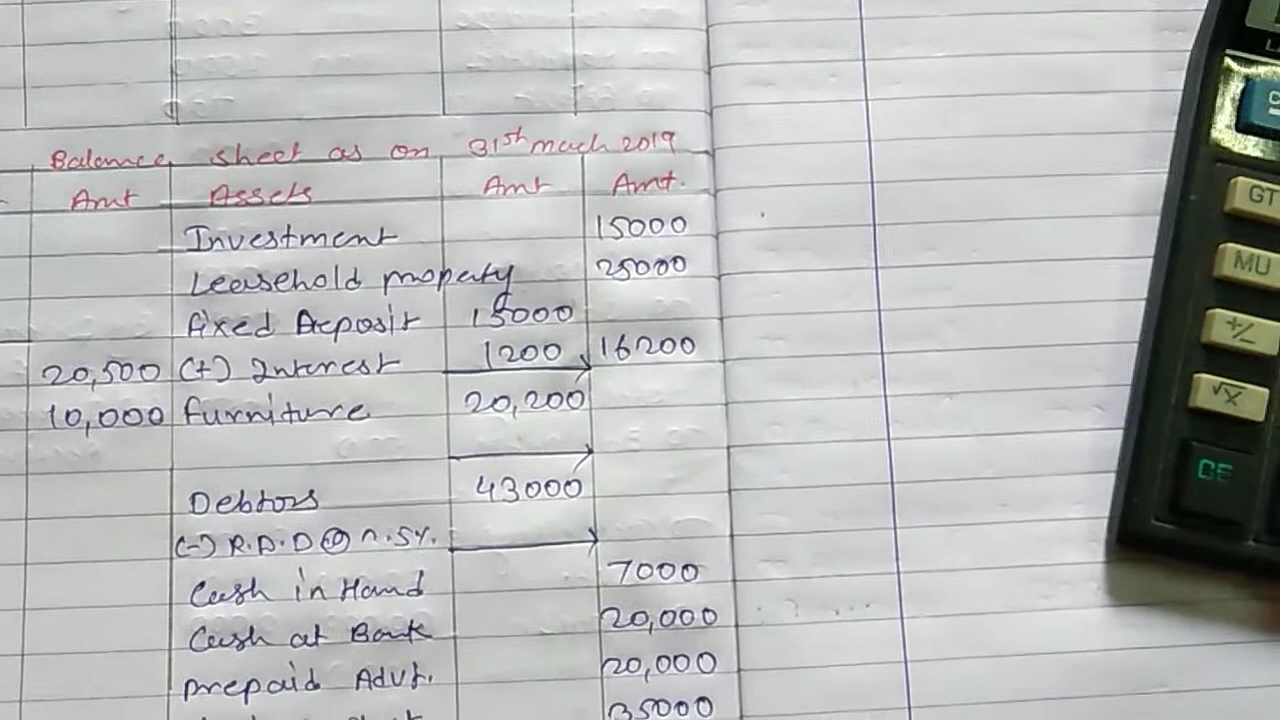 Balance sheet as on 31st mach 2019
Amt Assets Amt Amt.
Investment 15000
Leasehold propety 25000
fixed Deposit 15000
20,500 (+) Interest 1200 16200
10,000 furniture 20,200
Debtors 43000
(-) R.D.D @
Cash in Hand 7000
Cash at Bank 20,000
prepaid Advt. 20,000
35000
GT
MU
+/-
√X
CE